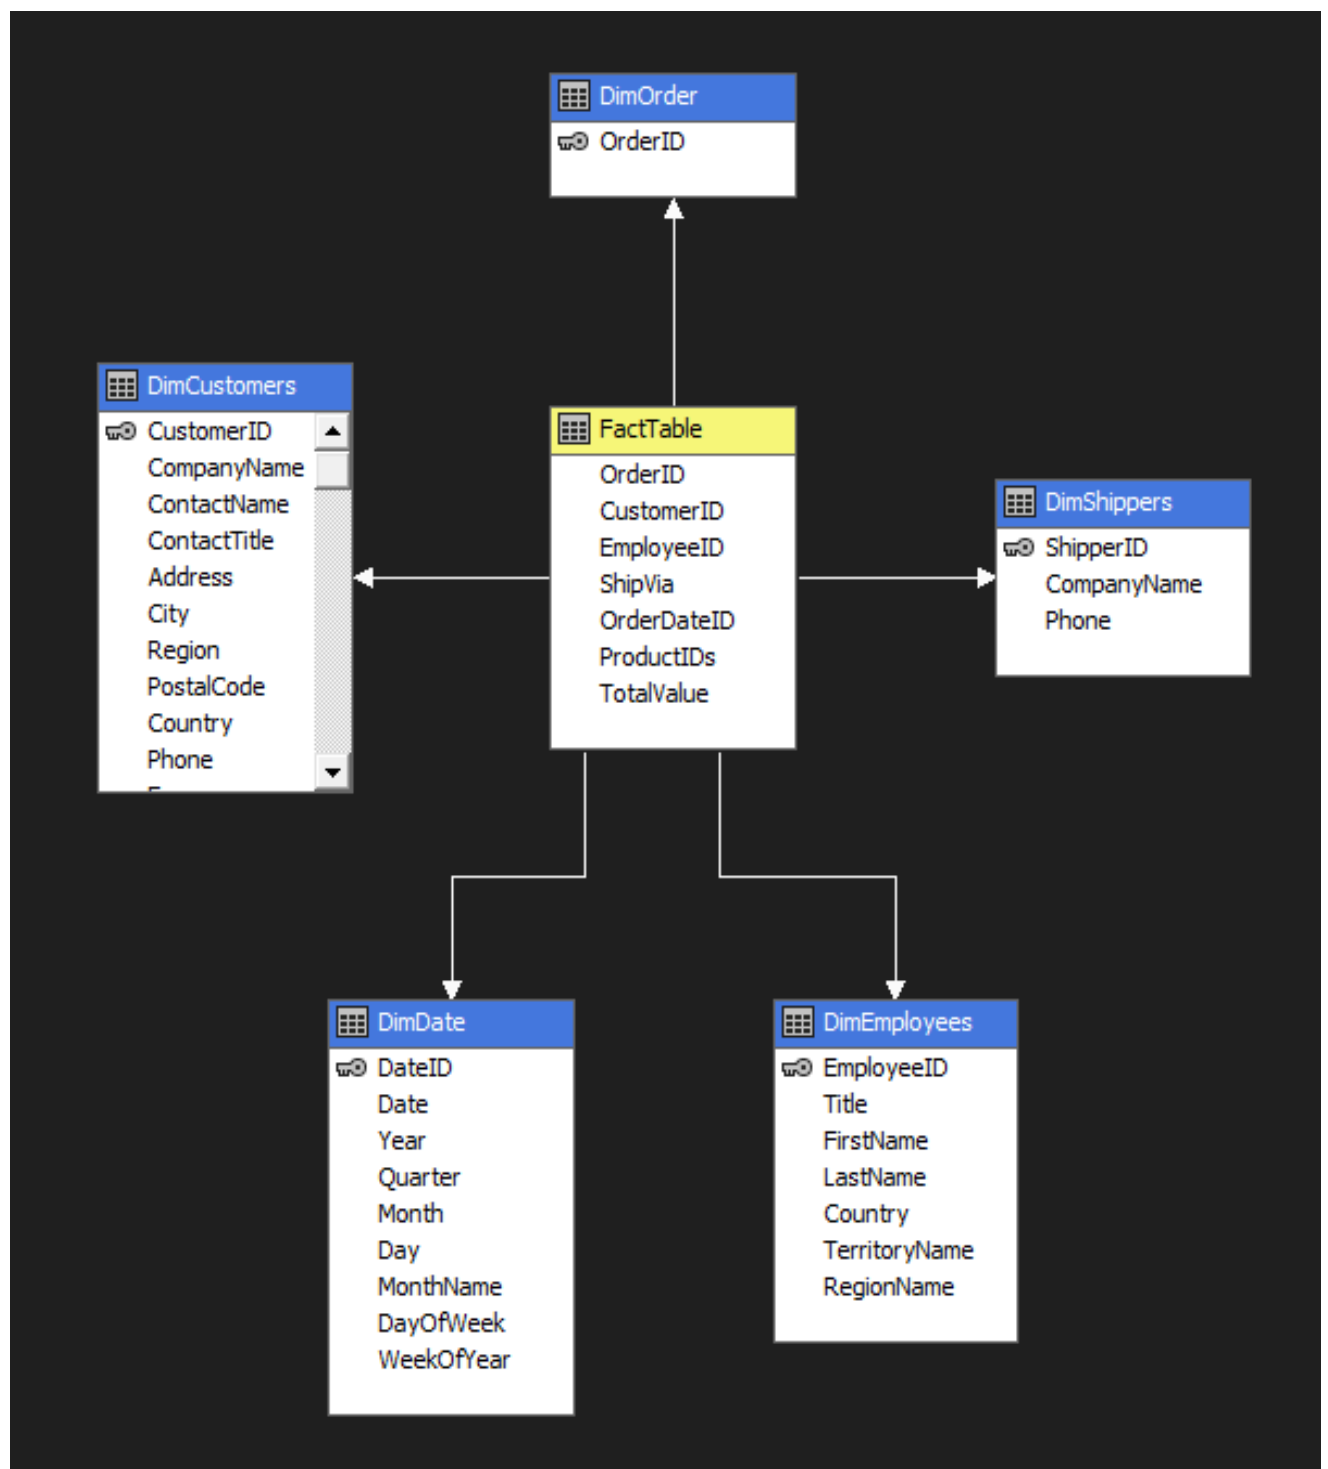 DimOrder
OrderID
DimCustomers
CustomerID
CompanyName
ContactName
ContactTitle
Address
City
Region
PostalCode
Country
Phone
FactTable
OrderID
CustomerID
EmployeeID
ShipVia
OrderDateID
ProductIDs
TotalValue
DimShippers
ShipperID
CompanyName
Phone
DimDate
DateID
Date
Year
Quarter
Month
Day
MonthName
DayOfWeek
WeekOfYear
DimEmployees
EmployeeID
Title
FirstName
LastName
Country
TerritoryName
RegionName